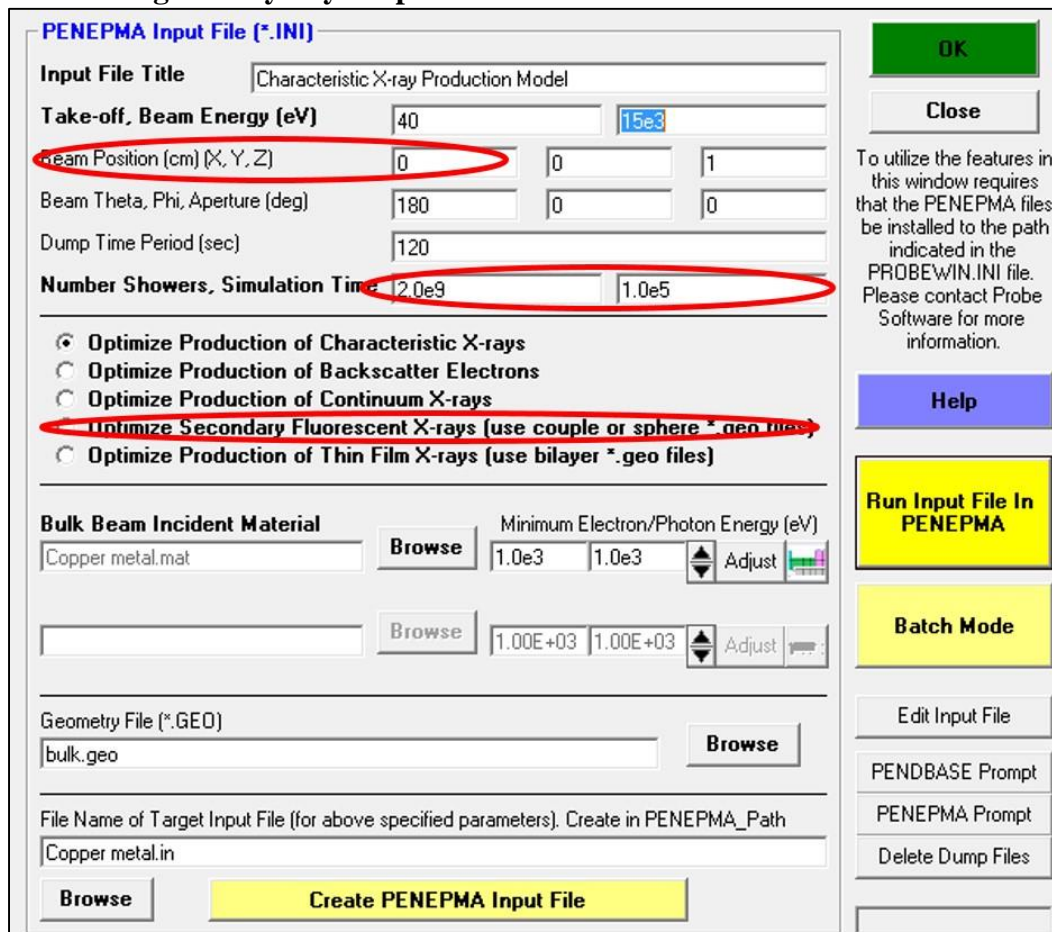 PENEPMA Input File (*.INI)
Input File Title Characteristic X-ray Production Model
Take-off, Beam Energy (eV) 40 15e3
Beam Position (cm) (X, Y, Z) 0 0 1
Beam Theta, Phi, Aperture (deg) 180 0 0
Dump Time Period (sec) 120
Number Showers, Simulation Time 2.0e9 1.0e5
Optimize Production of Characteristic X-rays
Optimize Production of Backscatter Electrons
Optimize Production of Continuum X-rays
Optimize Secondary Fluorescent X-rays (use couple or sphere *.geo files)
Optimize Production of Thin Film X-rays (use bilayer *.geo files)
Bulk Beam Incident Material Minimum Electron/Photon Energy (eV)
Copper metal.mat Browse 1.0e3 1.0e3 Adjust
Browse 1.00E+03 1.00E+03 Adjust
Geometry File (*.GEO)
bulk.geo Browse
File Name of Target Input File (for above specified parameters). Create in PENEPMA_Path
Copper metal.in
Browse Create PENEPMA Input File
OK
Close
To utilize the features in
this window requires
that the PENEPMA files
be installed to the path
indicated in the
PROBEWIN.INI file.
Please contact Probe
Software for more
information.
Help
Run Input File In
PENEPMA
Batch Mode
Edit Input File
PENDBASE Prompt
PENEPMA Prompt
Delete Dump Files